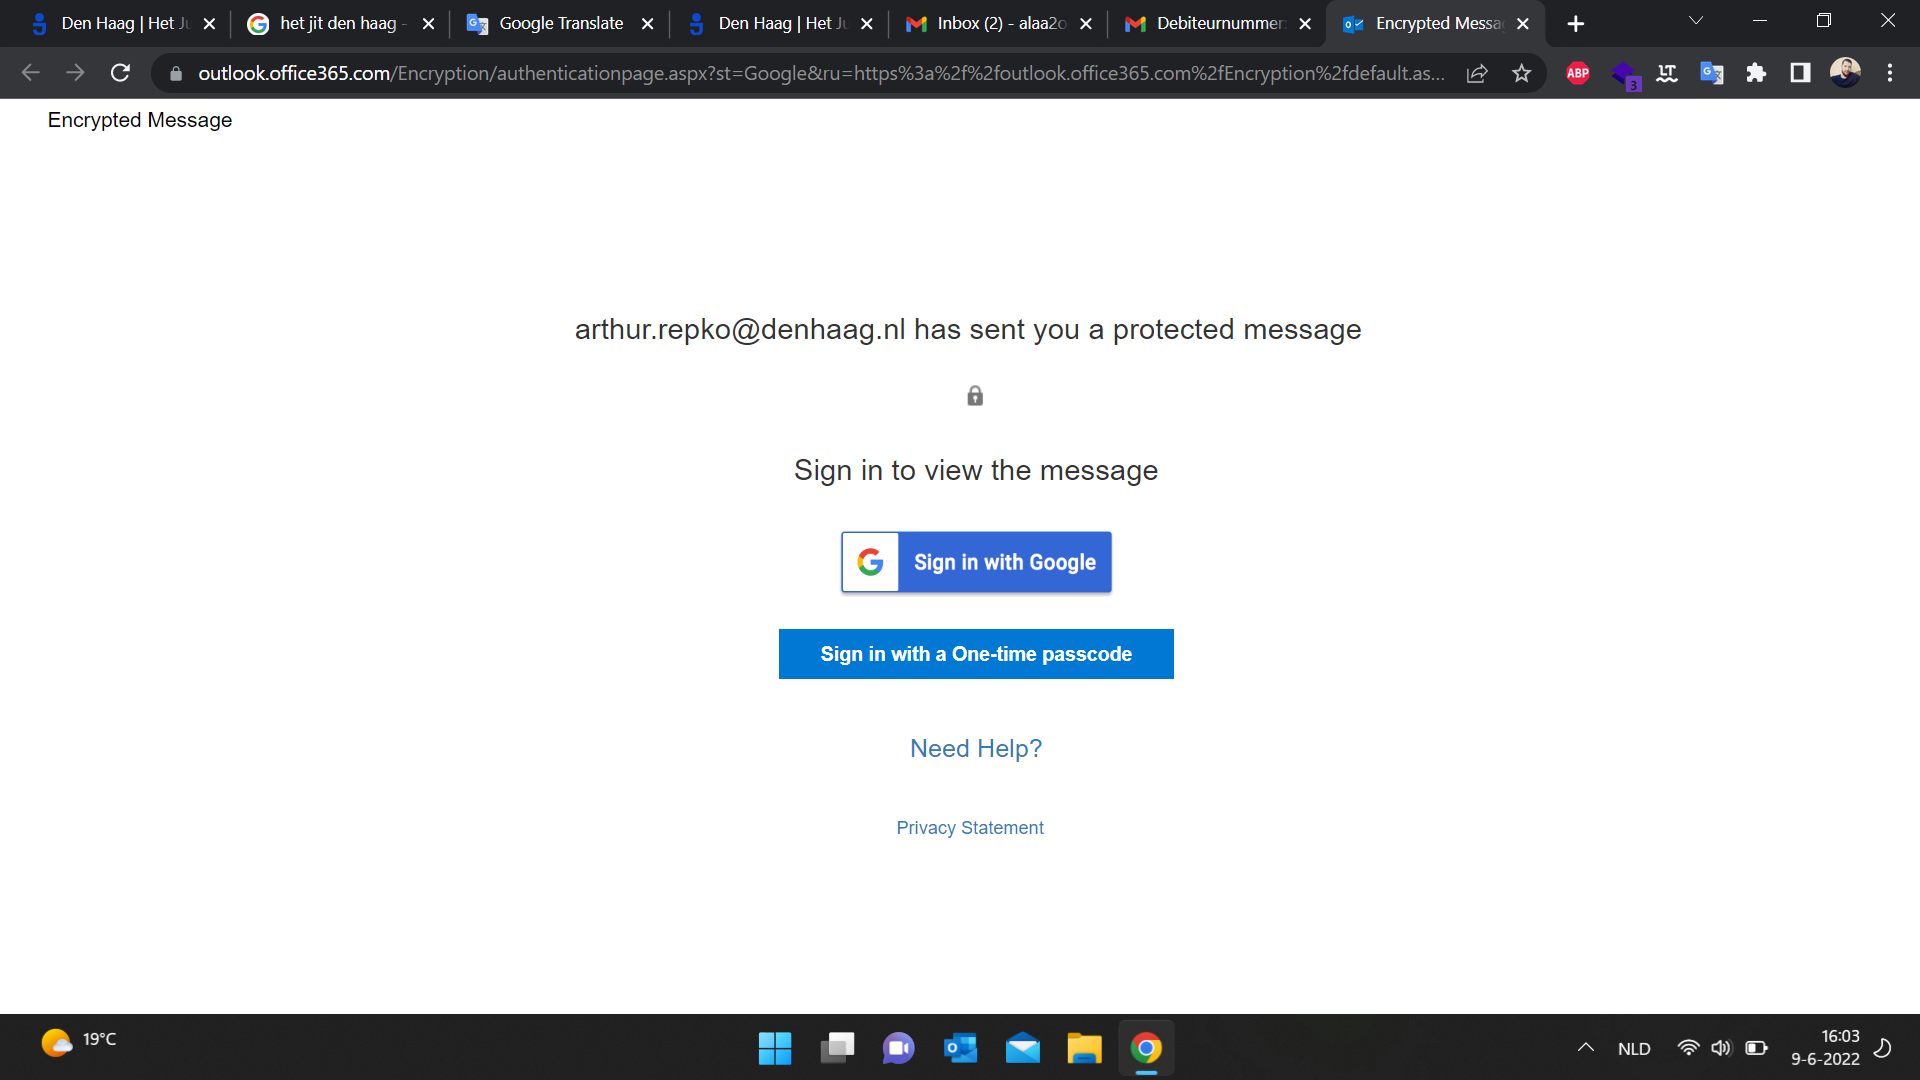 Den Haag | Het Ju
het jit den haag -
Google Translate
Den Haag | Het Ju
Inbox (2) - alaa2o
Debiteurnummer:
Encrypted Messag
outlook.office365.com/Encryption/authenticationpage.aspx?st=Google&ru=https%3a%2f%2foutlook.office365.com%2fEncryption%2fdefault.as...
ABP
3
Encrypted Message
arthur.repko@denhaag.nl has sent you a protected message
Sign in to view the message
G Sign in with Google
Sign in with a One-time passcode
Need Help?
Privacy Statement
19°C
NLD
16:03
9-6-2022